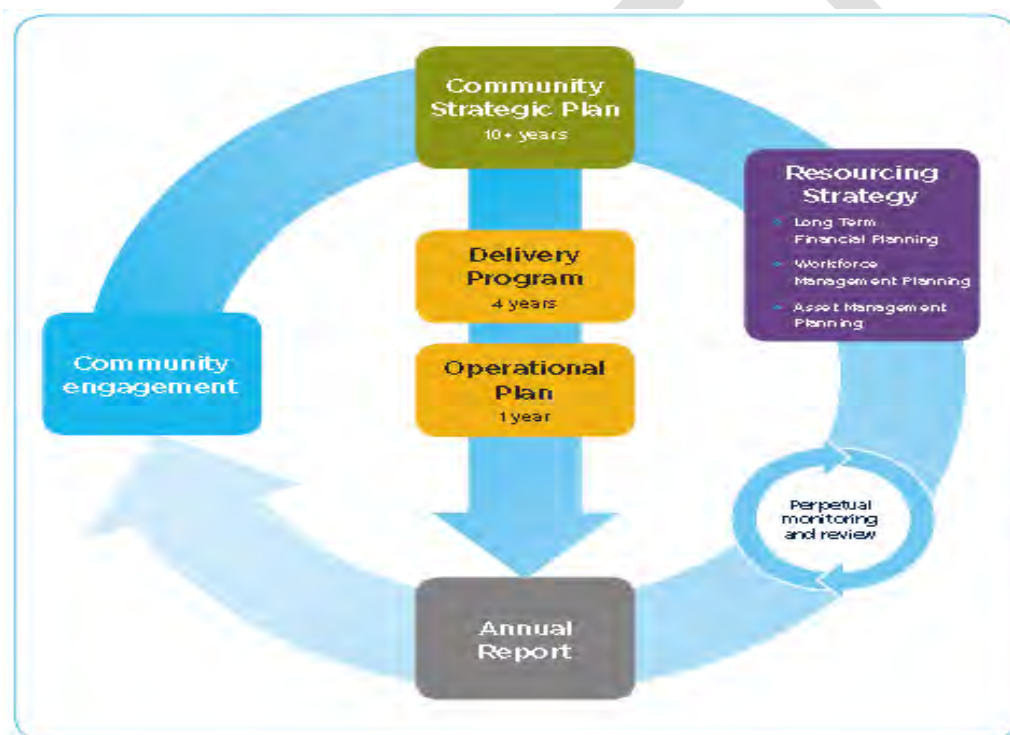 Community
Strategic Plan
10+ years
Resourcing
Strategy
Long Term
Financial Planning
Workforce
Management Planning
Asset Management
Planning
Delivery
Program
4 years
Community
engagement
Operational
Plan
1 year
Perpetual
monitoring
and review
Annual
Report